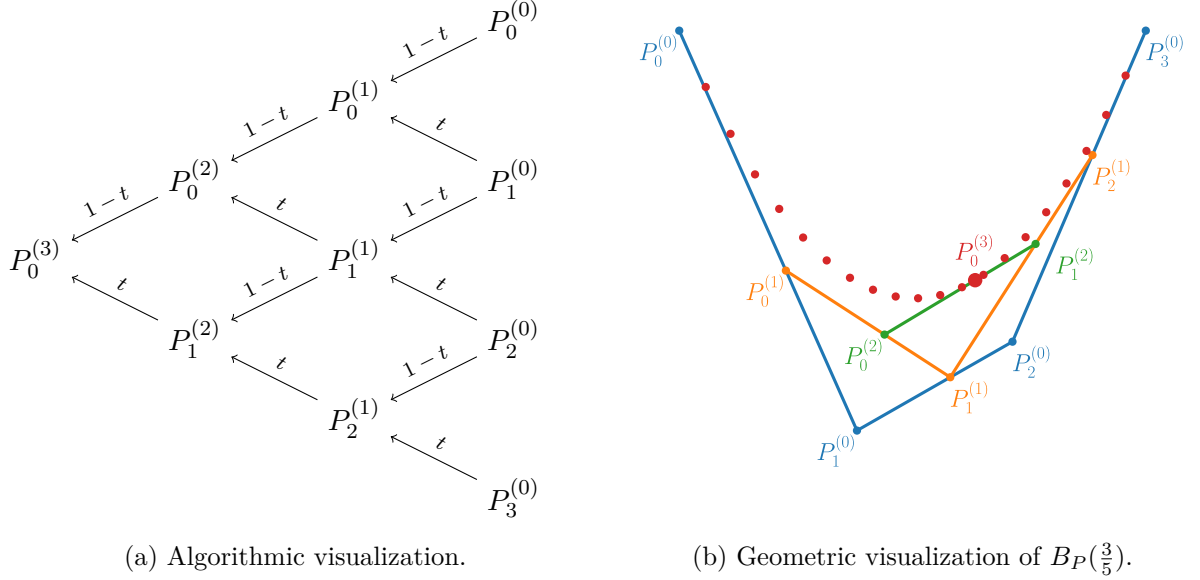 P_0^{(0)}
1 − t
P_0^{(1)}
1 − t
t
P_0^{(2)}
P_1^{(0)}
1 − t
t
1 − t
P_0^{(3)}
P_1^{(1)}
t
1 − t
t
P_1^{(2)}
P_2^{(0)}
t
1 − t
P_2^{(1)}
t
P_3^{(0)}
(a) Algorithmic visualization.
P_0^{(0)}
P_3^{(0)}
P_2^{(1)}
P_0^{(3)}
P_1^{(2)}
P_0^{(1)}
P_0^{(2)}
P_2^{(0)}
P_1^{(1)}
P_1^{(0)}
(b) Geometric visualization of B_P(3/5).